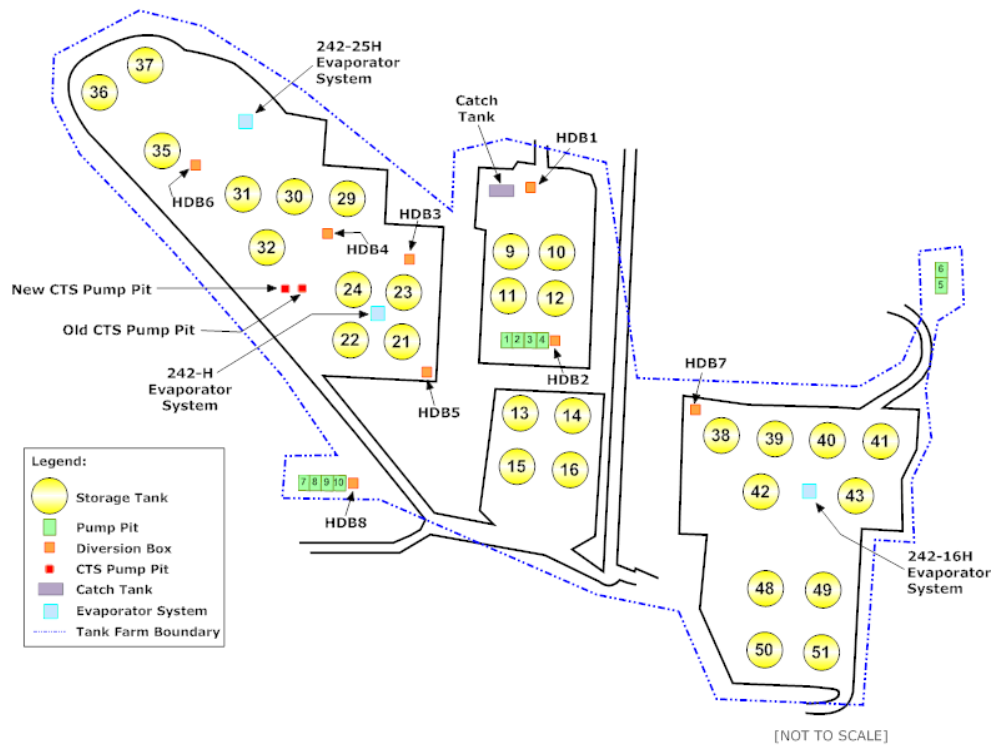 37
36
242-25H
Evaporator
System
35
HDB6
31
30
29
32
HDB4
HDB3
New CTS Pump Pit
Old CTS Pump Pit
24
23
22
21
242-H
Evaporator
System
HDB5
Catch
Tank
HDB1
9
10
11
12
1 2 3 4
HDB2
13
14
15
16
6
5
HDB7
38
39
40
41
42
43
242-16H
Evaporator
System
48
49
50
51
7 8 9 10
HDB8
Legend:
Storage Tank
Pump Pit
Diversion Box
CTS Pump Pit
Catch Tank
Evaporator System
Tank Farm Boundary
[NOT TO SCALE]